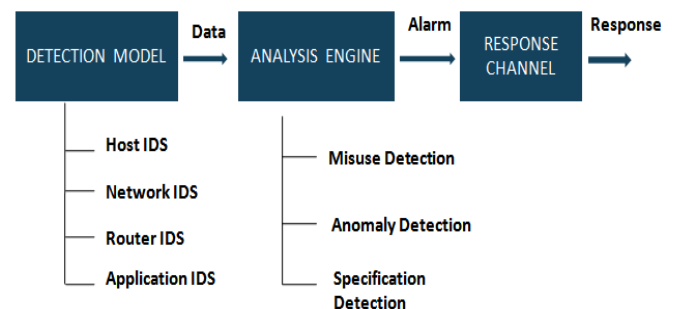 DETECTION MODEL
Data
ANALYSIS ENGINE
Alarm
RESPONSE
CHANNEL
Response
Host IDS
Network IDS
Router IDS
Application IDS
Misuse Detection
Anomaly Detection
Specification
Detection